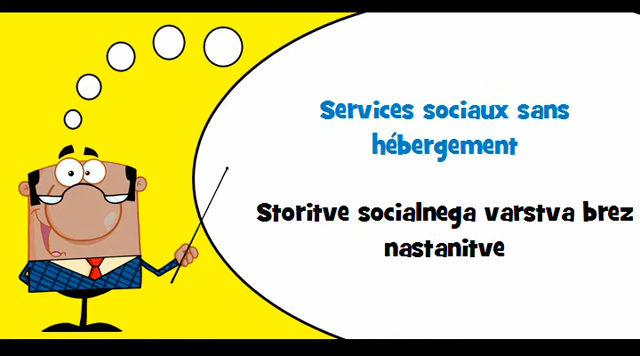 Services sociaux sans
hébergement
Storitve socialnega varstva brez
nastanitve